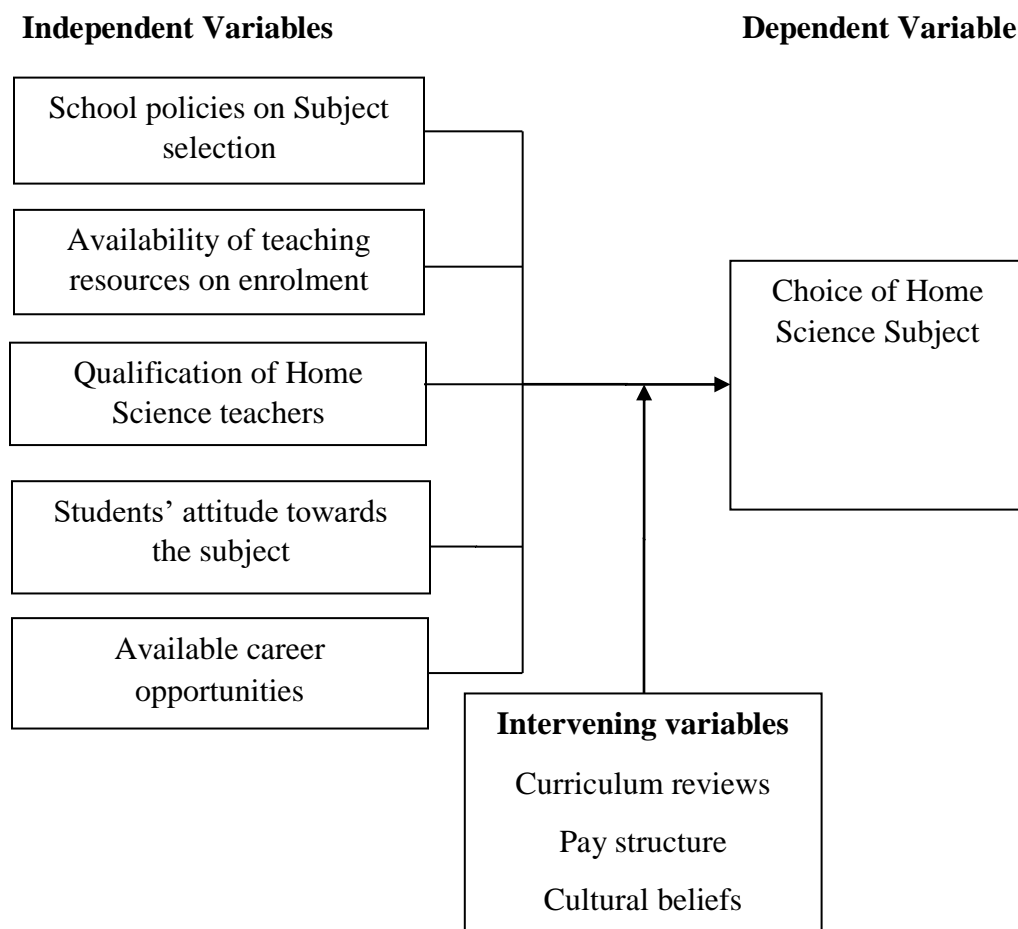 Independent Variables
Dependent Variable
School policies on Subject
selection
Availability of teaching
resources on enrolment
Qualification of Home
Science teachers
Students’ attitude towards
the subject
Available career
opportunities
Choice of Home
Science Subject
Intervening variables
Curriculum reviews
Pay structure
Cultural beliefs